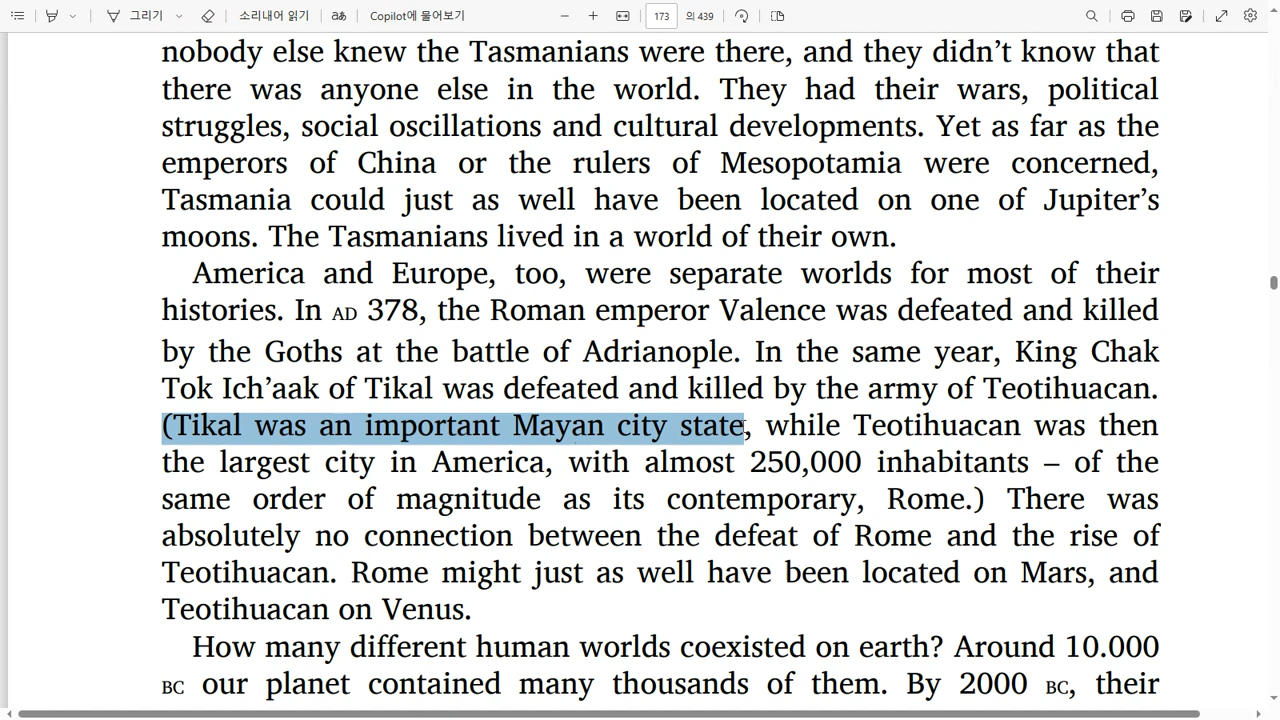 그리기 소리내어 읽기 aあ Copilot에 물어보기 173 의 439
nobody else knew the Tasmanians were there, and they didn’t know that
there was anyone else in the world. They had their wars, political
struggles, social oscillations and cultural developments. Yet as far as the
emperors of China or the rulers of Mesopotamia were concerned,
Tasmania could just as well have been located on one of Jupiter’s
moons. The Tasmanians lived in a world of their own.
America and Europe, too, were separate worlds for most of their
histories. In AD 378, the Roman emperor Valence was defeated and killed
by the Goths at the battle of Adrianople. In the same year, King Chak
Tok Ich’aak of Tikal was defeated and killed by the army of Teotihuacan.
(Tikal was an important Mayan city state, while Teotihuacan was then
the largest city in America, with almost 250,000 inhabitants – of the
same order of magnitude as its contemporary, Rome.) There was
absolutely no connection between the defeat of Rome and the rise of
Teotihuacan. Rome might just as well have been located on Mars, and
Teotihuacan on Venus.
How many different human worlds coexisted on earth? Around 10.000
BC our planet contained many thousands of them. By 2000 BC, their